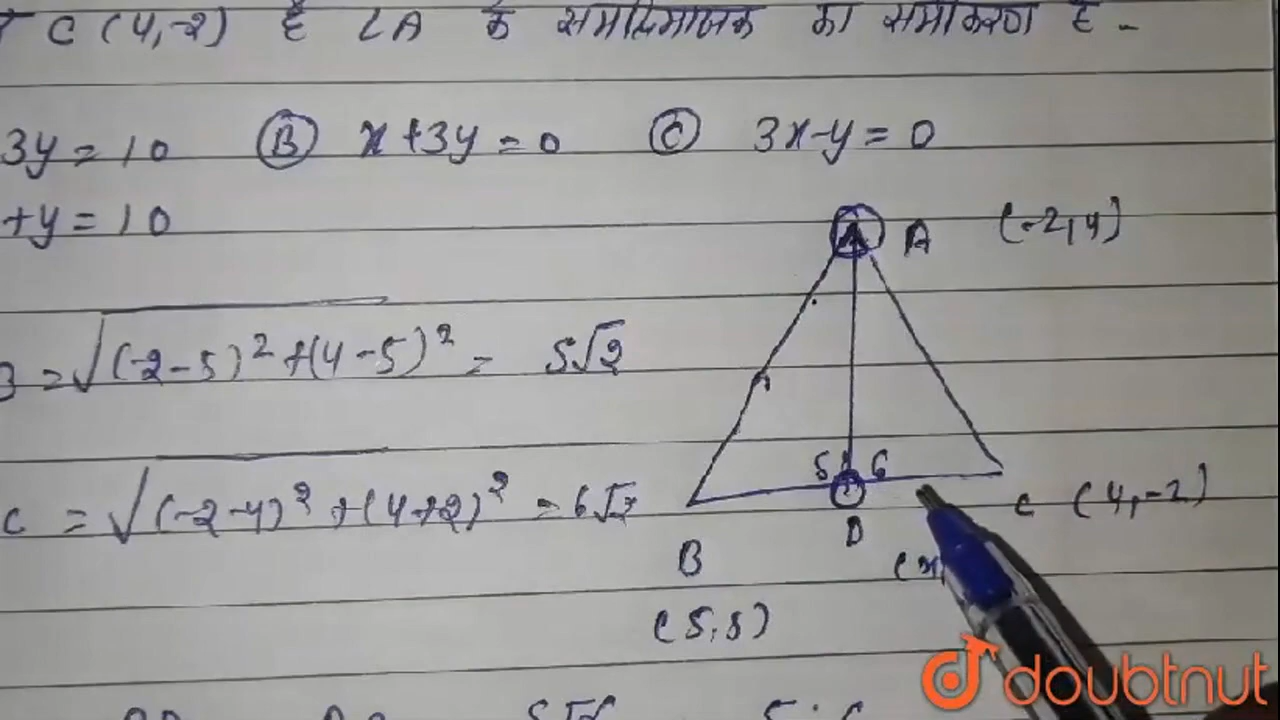 C (4,-2) है ∠A के समद्विभाजक का समीकरण है -
3y = 10 (B) x+3y = 0 (C) 3x-y = 0
+y = 10
A (-2,4)
= √(-2-5)² + (4-5)² = 5√2
5 6
C = √(-2-4)² + (4+2)² = 6√2
C (4,-2)
D
B
(5,5)
doubtnut